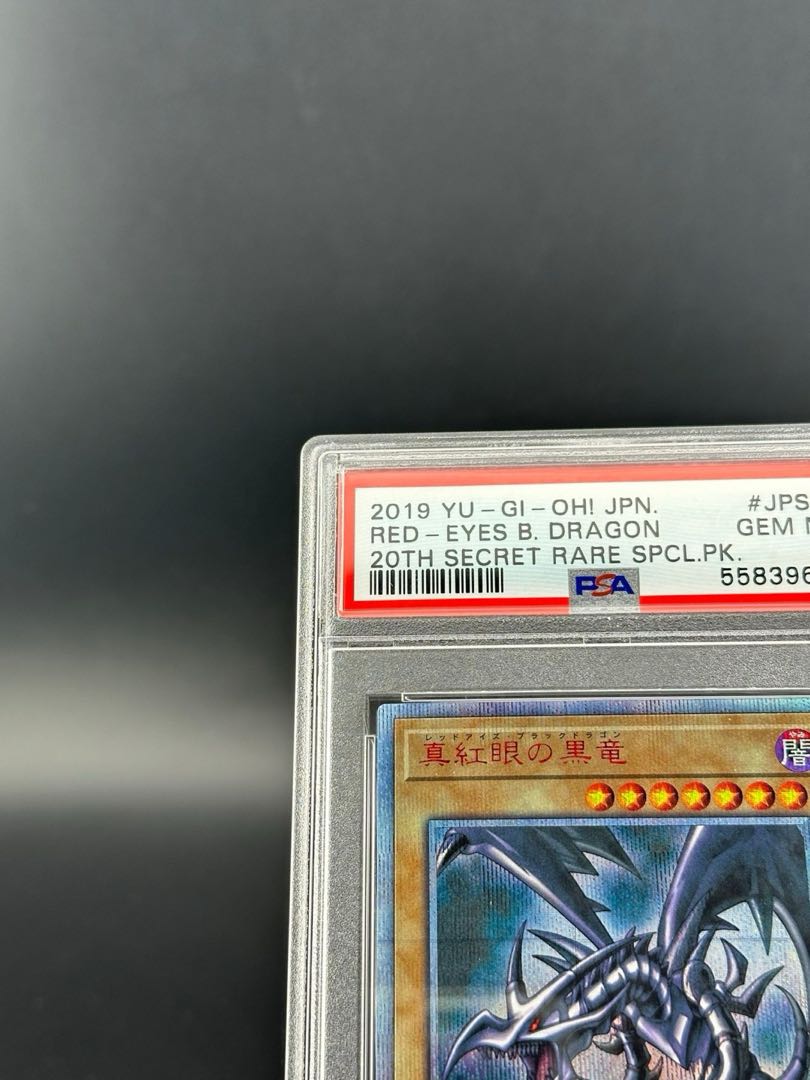 2019 YU-GI-OH! JPN. #JPS
RED-EYES B. DRAGON GEM
20TH SECRET RARE SPCL.PK.
PSA 558396
レッドアイズ・ブラックドラゴン
真紅眼の黒竜
やみ
闇